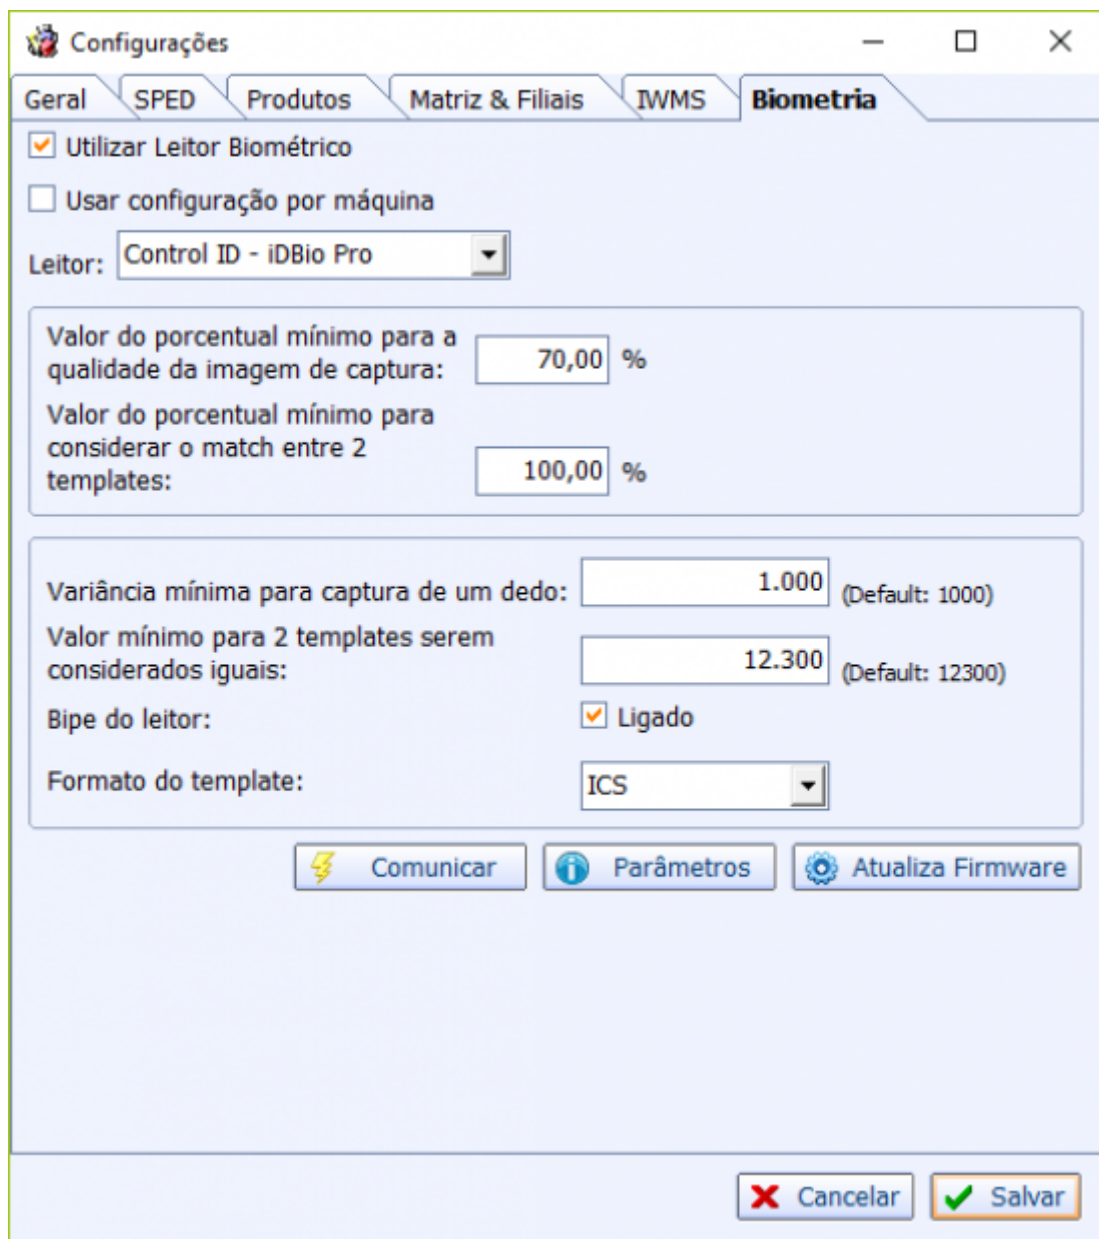 Configurações
Geral SPED Produtos Matriz & Filiais IWMS Biometria
Utilizar Leitor Biométrico
Usar configuração por máquina
Leitor: Control ID - iDBio Pro
Valor do porcentual mínimo para a
qualidade da imagem de captura: 70,00 %
Valor do porcentual mínimo para
considerar o match entre 2
templates: 100,00 %
Variância mínima para captura de um dedo: 1.000 (Default: 1000)
Valor mínimo para 2 templates serem
considerados iguais: 12.300 (Default: 12300)
Bipe do leitor: Ligado
Formato do template: ICS
Comunicar Parâmetros Atualiza Firmware
Cancelar Salvar